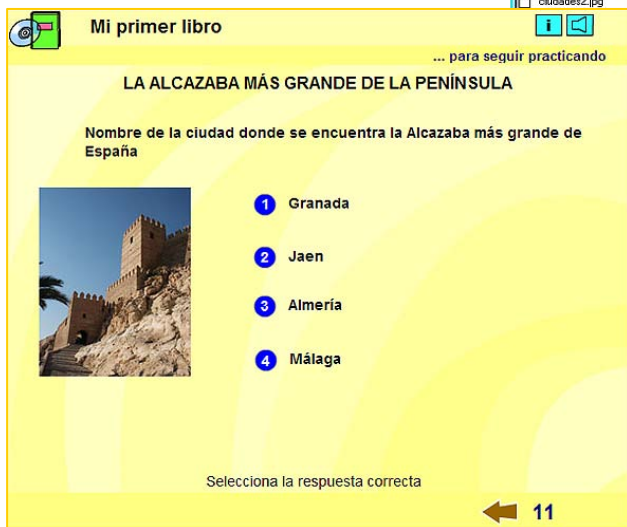 ciudades2.jpg
Mi primer libro
i
... para seguir practicando
LA ALCAZABA MÁS GRANDE DE LA PENÍNSULA
Nombre de la ciudad donde se encuentra la Alcazaba más grande de
España
1 Granada
2 Jaen
3 Almería
4 Málaga
Selecciona la respuesta correcta
11